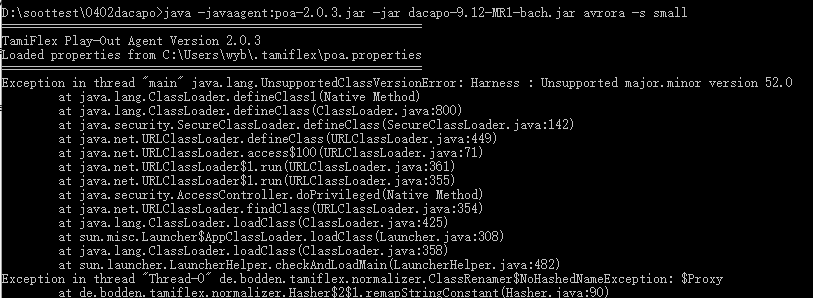 D:\soottest\0402dacapo>java -javaagent:poa-2.0.3.jar -jar dacapo-9.12-MR1-bach.jar avrora -s small
============================================================
TamiFlex Play-Out Agent Version 2.0.3
Loaded properties from C:\Users\wyb\.tamiflex\poa.properties
============================================================
Exception in thread "main" java.lang.UnsupportedClassVersionError: Harness : Unsupported major.minor version 52.0
at java.lang.ClassLoader.defineClass1(Native Method)
at java.lang.ClassLoader.defineClass(ClassLoader.java:800)
at java.security.SecureClassLoader.defineClass(SecureClassLoader.java:142)
at java.net.URLClassLoader.defineClass(URLClassLoader.java:449)
at java.net.URLClassLoader.access$100(URLClassLoader.java:71)
at java.net.URLClassLoader$1.run(URLClassLoader.java:361)
at java.net.URLClassLoader$1.run(URLClassLoader.java:355)
at java.security.AccessController.doPrivileged(Native Method)
at java.net.URLClassLoader.findClass(URLClassLoader.java:354)
at java.lang.ClassLoader.loadClass(ClassLoader.java:425)
at sun.misc.Launcher$AppClassLoader.loadClass(Launcher.java:308)
at java.lang.ClassLoader.loadClass(ClassLoader.java:358)
at sun.launcher.LauncherHelper.checkAndLoadMain(LauncherHelper.java:482)
Exception in thread "Thread-0" de.bodden.tamiflex.normalizer.ClassRenamer$NoHashedNameException: $Proxy
at de.bodden.tamiflex.normalizer.Hasher$2$1.remapStringConstant(Hasher.java:90)